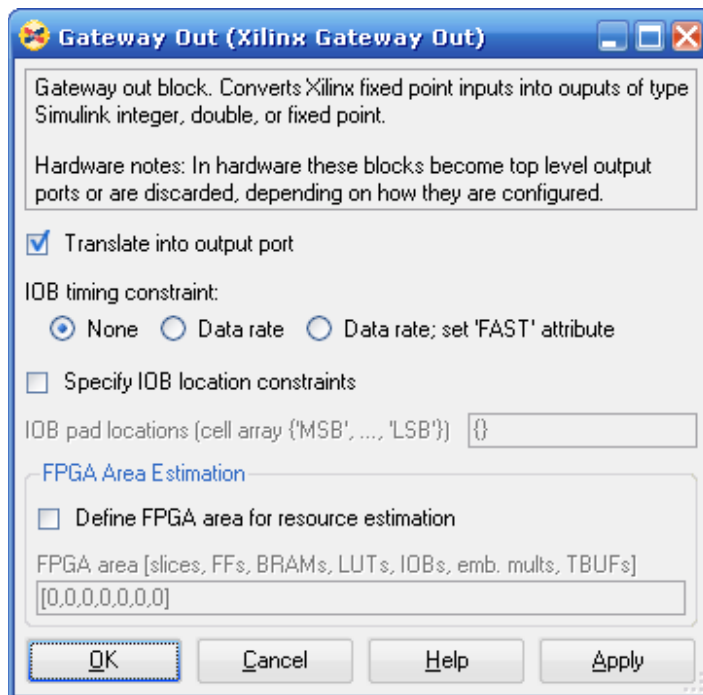 Gateway Out (Xilinx Gateway Out)
Gateway out block. Converts Xilinx fixed point inputs into ouputs of type
Simulink integer, double, or fixed point.
Hardware notes: In hardware these blocks become top level output
ports or are discarded, depending on how they are configured.
Translate into output port
IOB timing constraint:
None Data rate Data rate; set 'FAST' attribute
Specify IOB location constraints
IOB pad locations (cell array {'MSB', ..., 'LSB'}) {}
FPGA Area Estimation
Define FPGA area for resource estimation
FPGA area [slices, FFs, BRAMs, LUTs, IOBs, emb. mults, TBUFs]
[0,0,0,0,0,0,0]
OK Cancel Help Apply